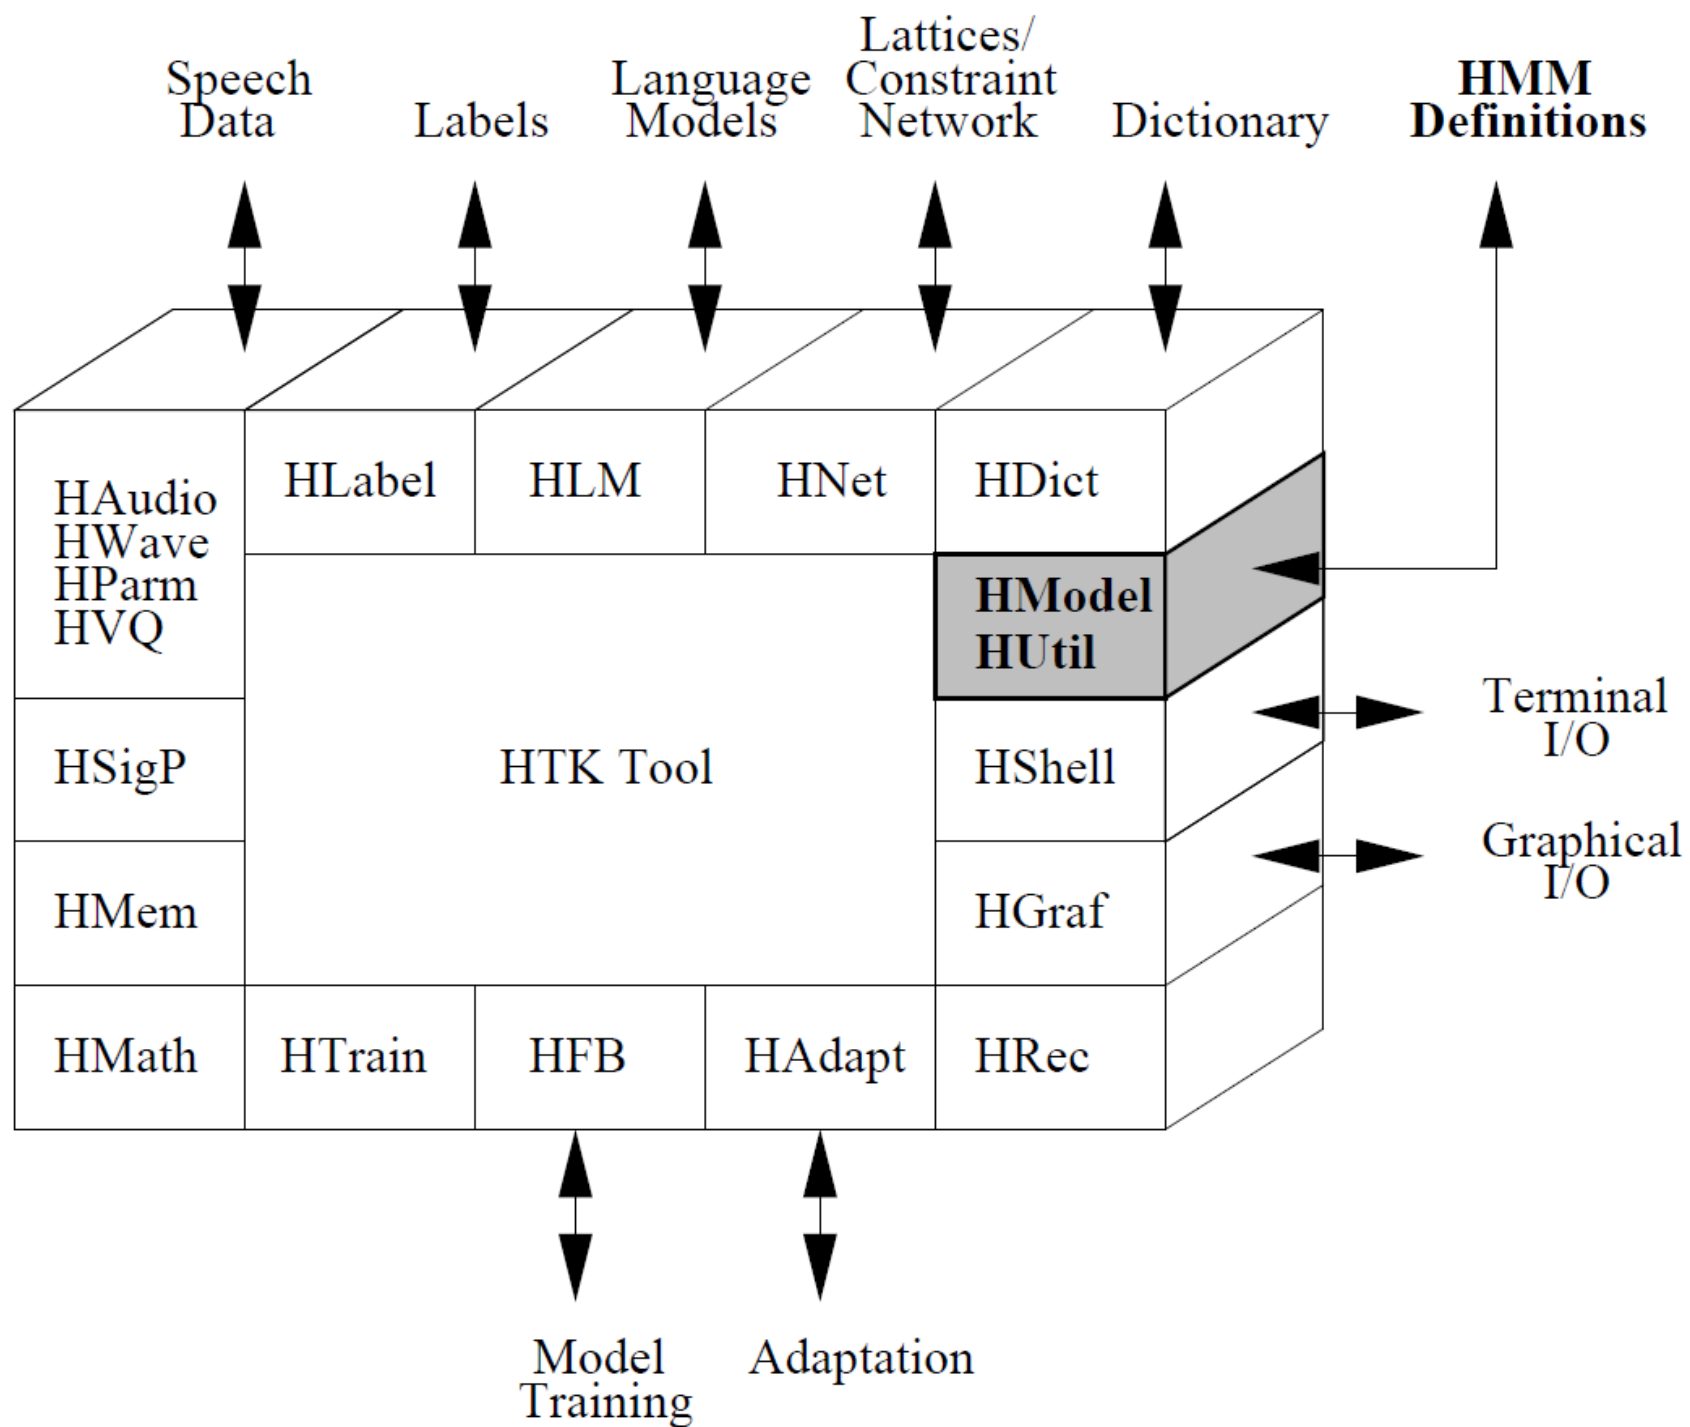 Speech
Data
Labels
Language
Models
Lattices/
Constraint
Network
Dictionary
HMM
Definitions
HAudio
HWave
HParm
HVQ
HLabel
HLM
HNet
HDict
HModel
HUtil
HSigP
HTK Tool
HShell
Terminal
I/O
HMem
HGraf
Graphical
I/O
HMath
HTrain
HFB
HAdapt
HRec
Model
Training
Adaptation